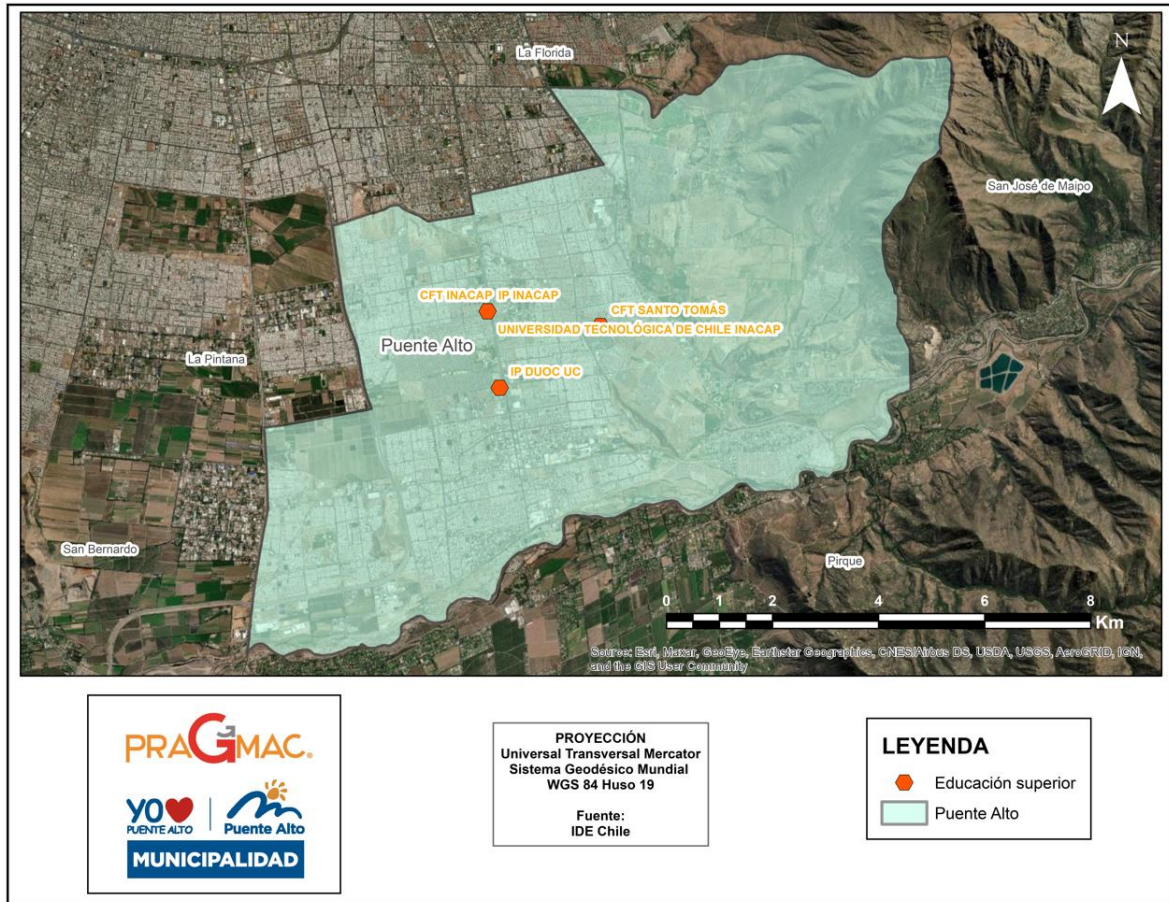 La Florida
N
San José de Maipo
CFT INACAP IP INACAP
CFT SANTO TOMÁS
UNIVERSIDAD TECNOLÓGICA DE CHILE INACAP
Puente Alto
La Pintana
IP DUOC UC
San Bernardo
Pirque
0 1 2 4 6 8
Km
Source: Esri, Maxar, GeoEye, Earthstar Geographics, CNES/Airbus DS, USDA, USGS, AeroGRID, IGN,
and the GIS User Community
PRAGMAC®
YO
PUENTE ALTO
Puente Alto
MUNICIPALIDAD
PROYECCIÓN
Universal Transversal Mercator
Sistema Geodésico Mundial
WGS 84 Huso 19
Fuente:
IDE Chile
LEYENDA
Educación superior
Puente Alto